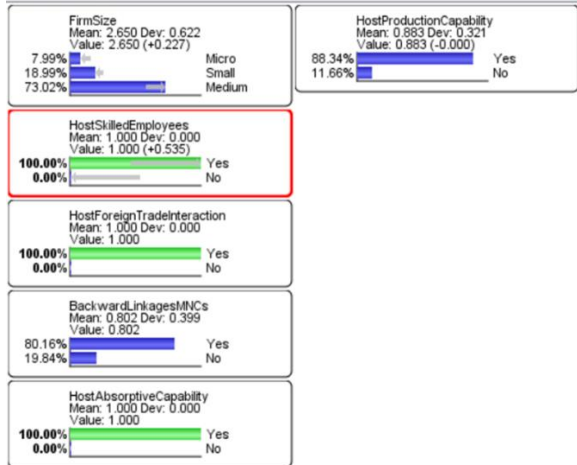 FirmSize
Mean: 2.650 Dev: 0.622
Value: 2.650 (+0.227)
7.99% Micro
18.99% Small
73.02% Medium
HostSkilledEmployees
Mean: 1.000 Dev: 0.000
Value: 1.000 (+0.535)
100.00% Yes
0.00% No
HostForeignTradeInteraction
Mean: 1.000 Dev: 0.000
Value: 1.000
100.00% Yes
0.00% No
BackwardLinkagesMNCs
Mean: 0.802 Dev: 0.399
Value: 0.802
80.16% Yes
19.84% No
HostAbsorptiveCapability
Mean: 1.000 Dev: 0.000
Value: 1.000
100.00% Yes
0.00% No
HostProductionCapability
Mean: 0.883 Dev: 0.321
Value: 0.883 (-0.000)
88.34% Yes
11.66% No